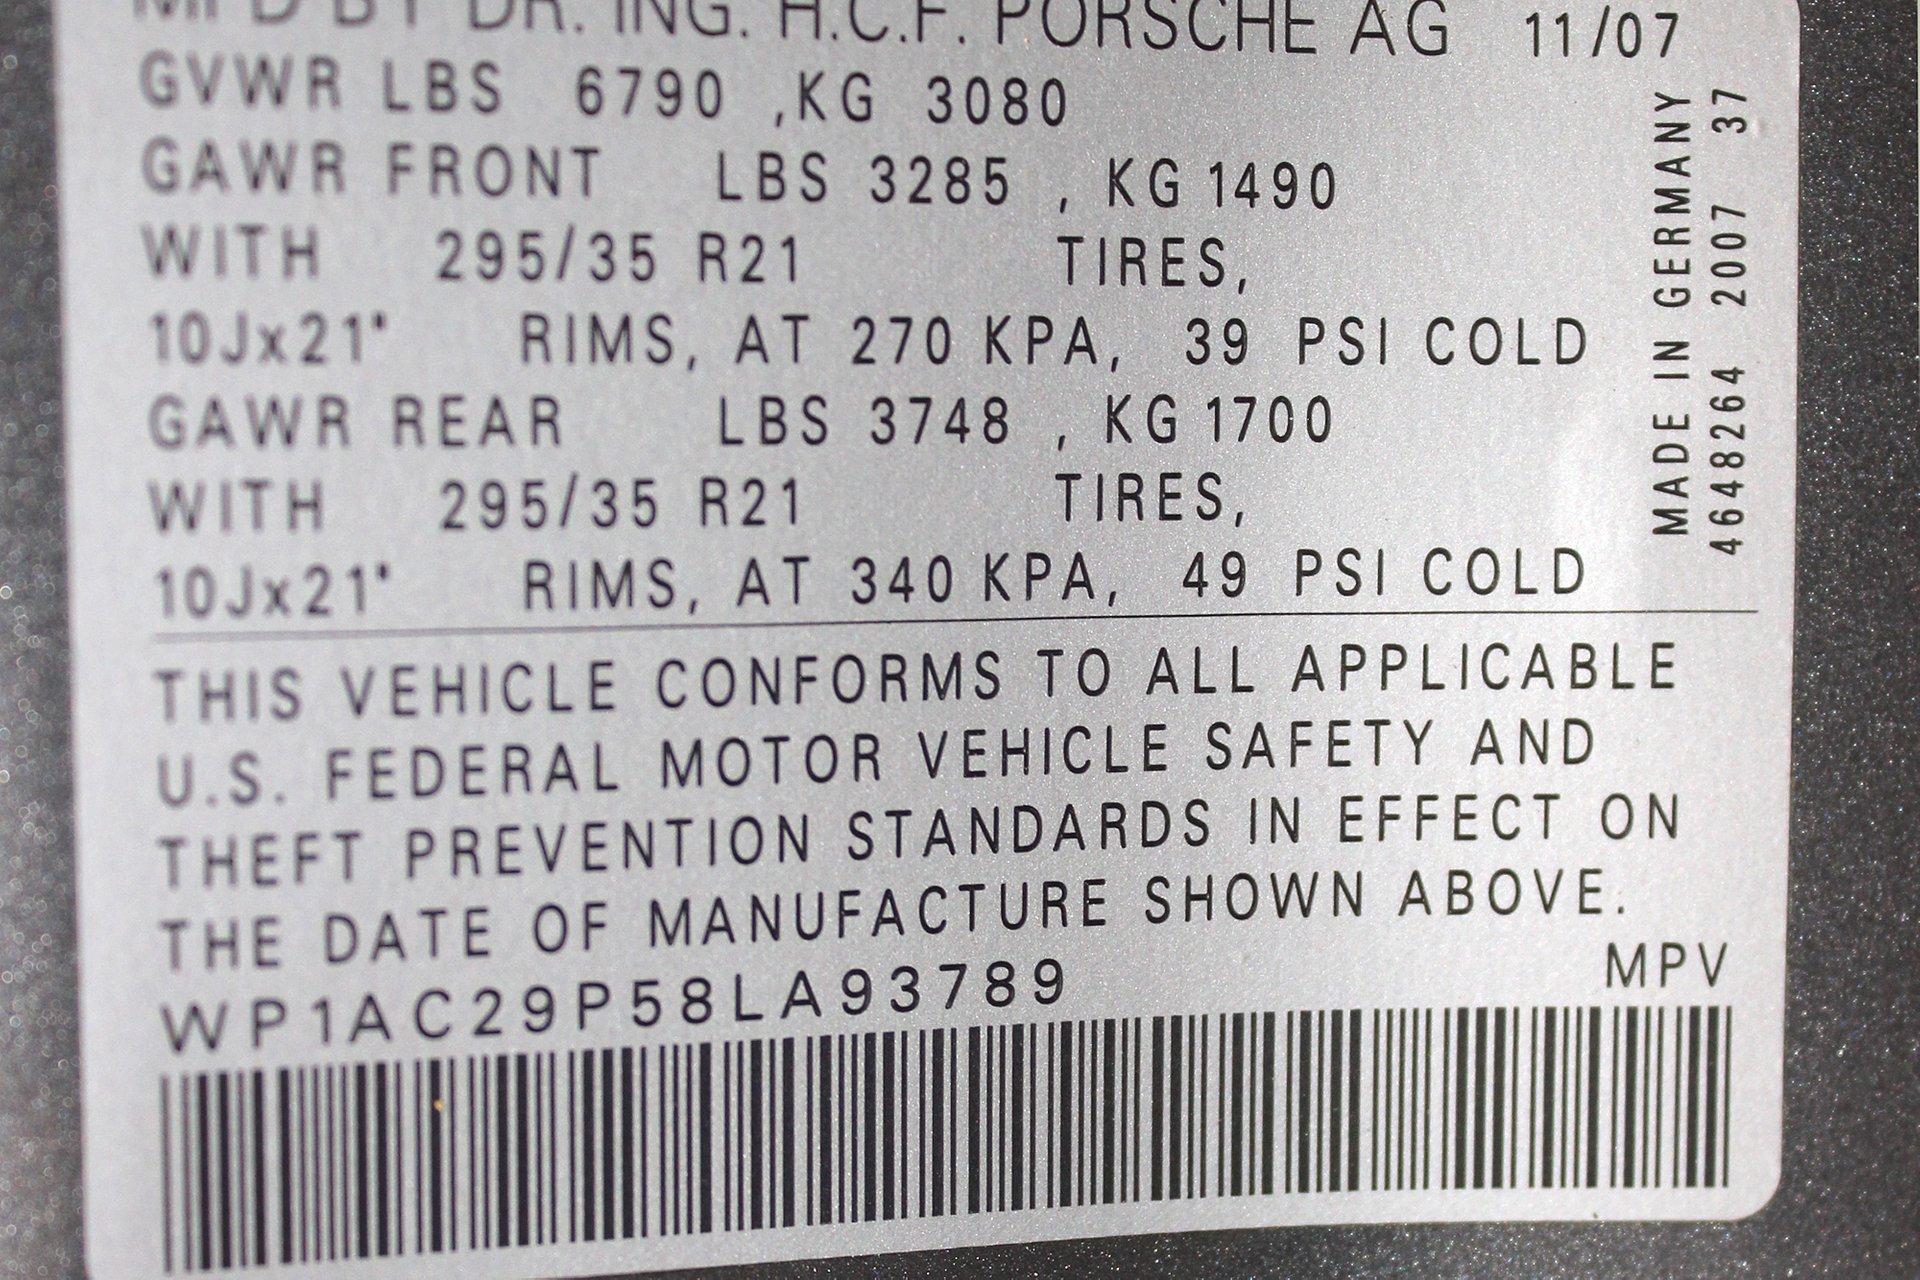 MFD BY DR. ING. H.C.F. PORSCHE AG 11/07
GVWR LBS 6790 ,KG 3080
GAWR FRONT LBS 3285 , KG 1490
WITH 295/35 R21 TIRES,
10Jx21" RIMS, AT 270 KPA, 39 PSI COLD
GAWR REAR LBS 3748 , KG 1700
WITH 295/35 R21 TIRES,
10Jx21" RIMS, AT 340 KPA, 49 PSI COLD
MADE IN GERMANY
4648264 2007 37
THIS VEHICLE CONFORMS TO ALL APPLICABLE
U.S. FEDERAL MOTOR VEHICLE SAFETY AND
THEFT PREVENTION STANDARDS IN EFFECT ON
THE DATE OF MANUFACTURE SHOWN ABOVE.
WP1AC29P58LA93789 MPV